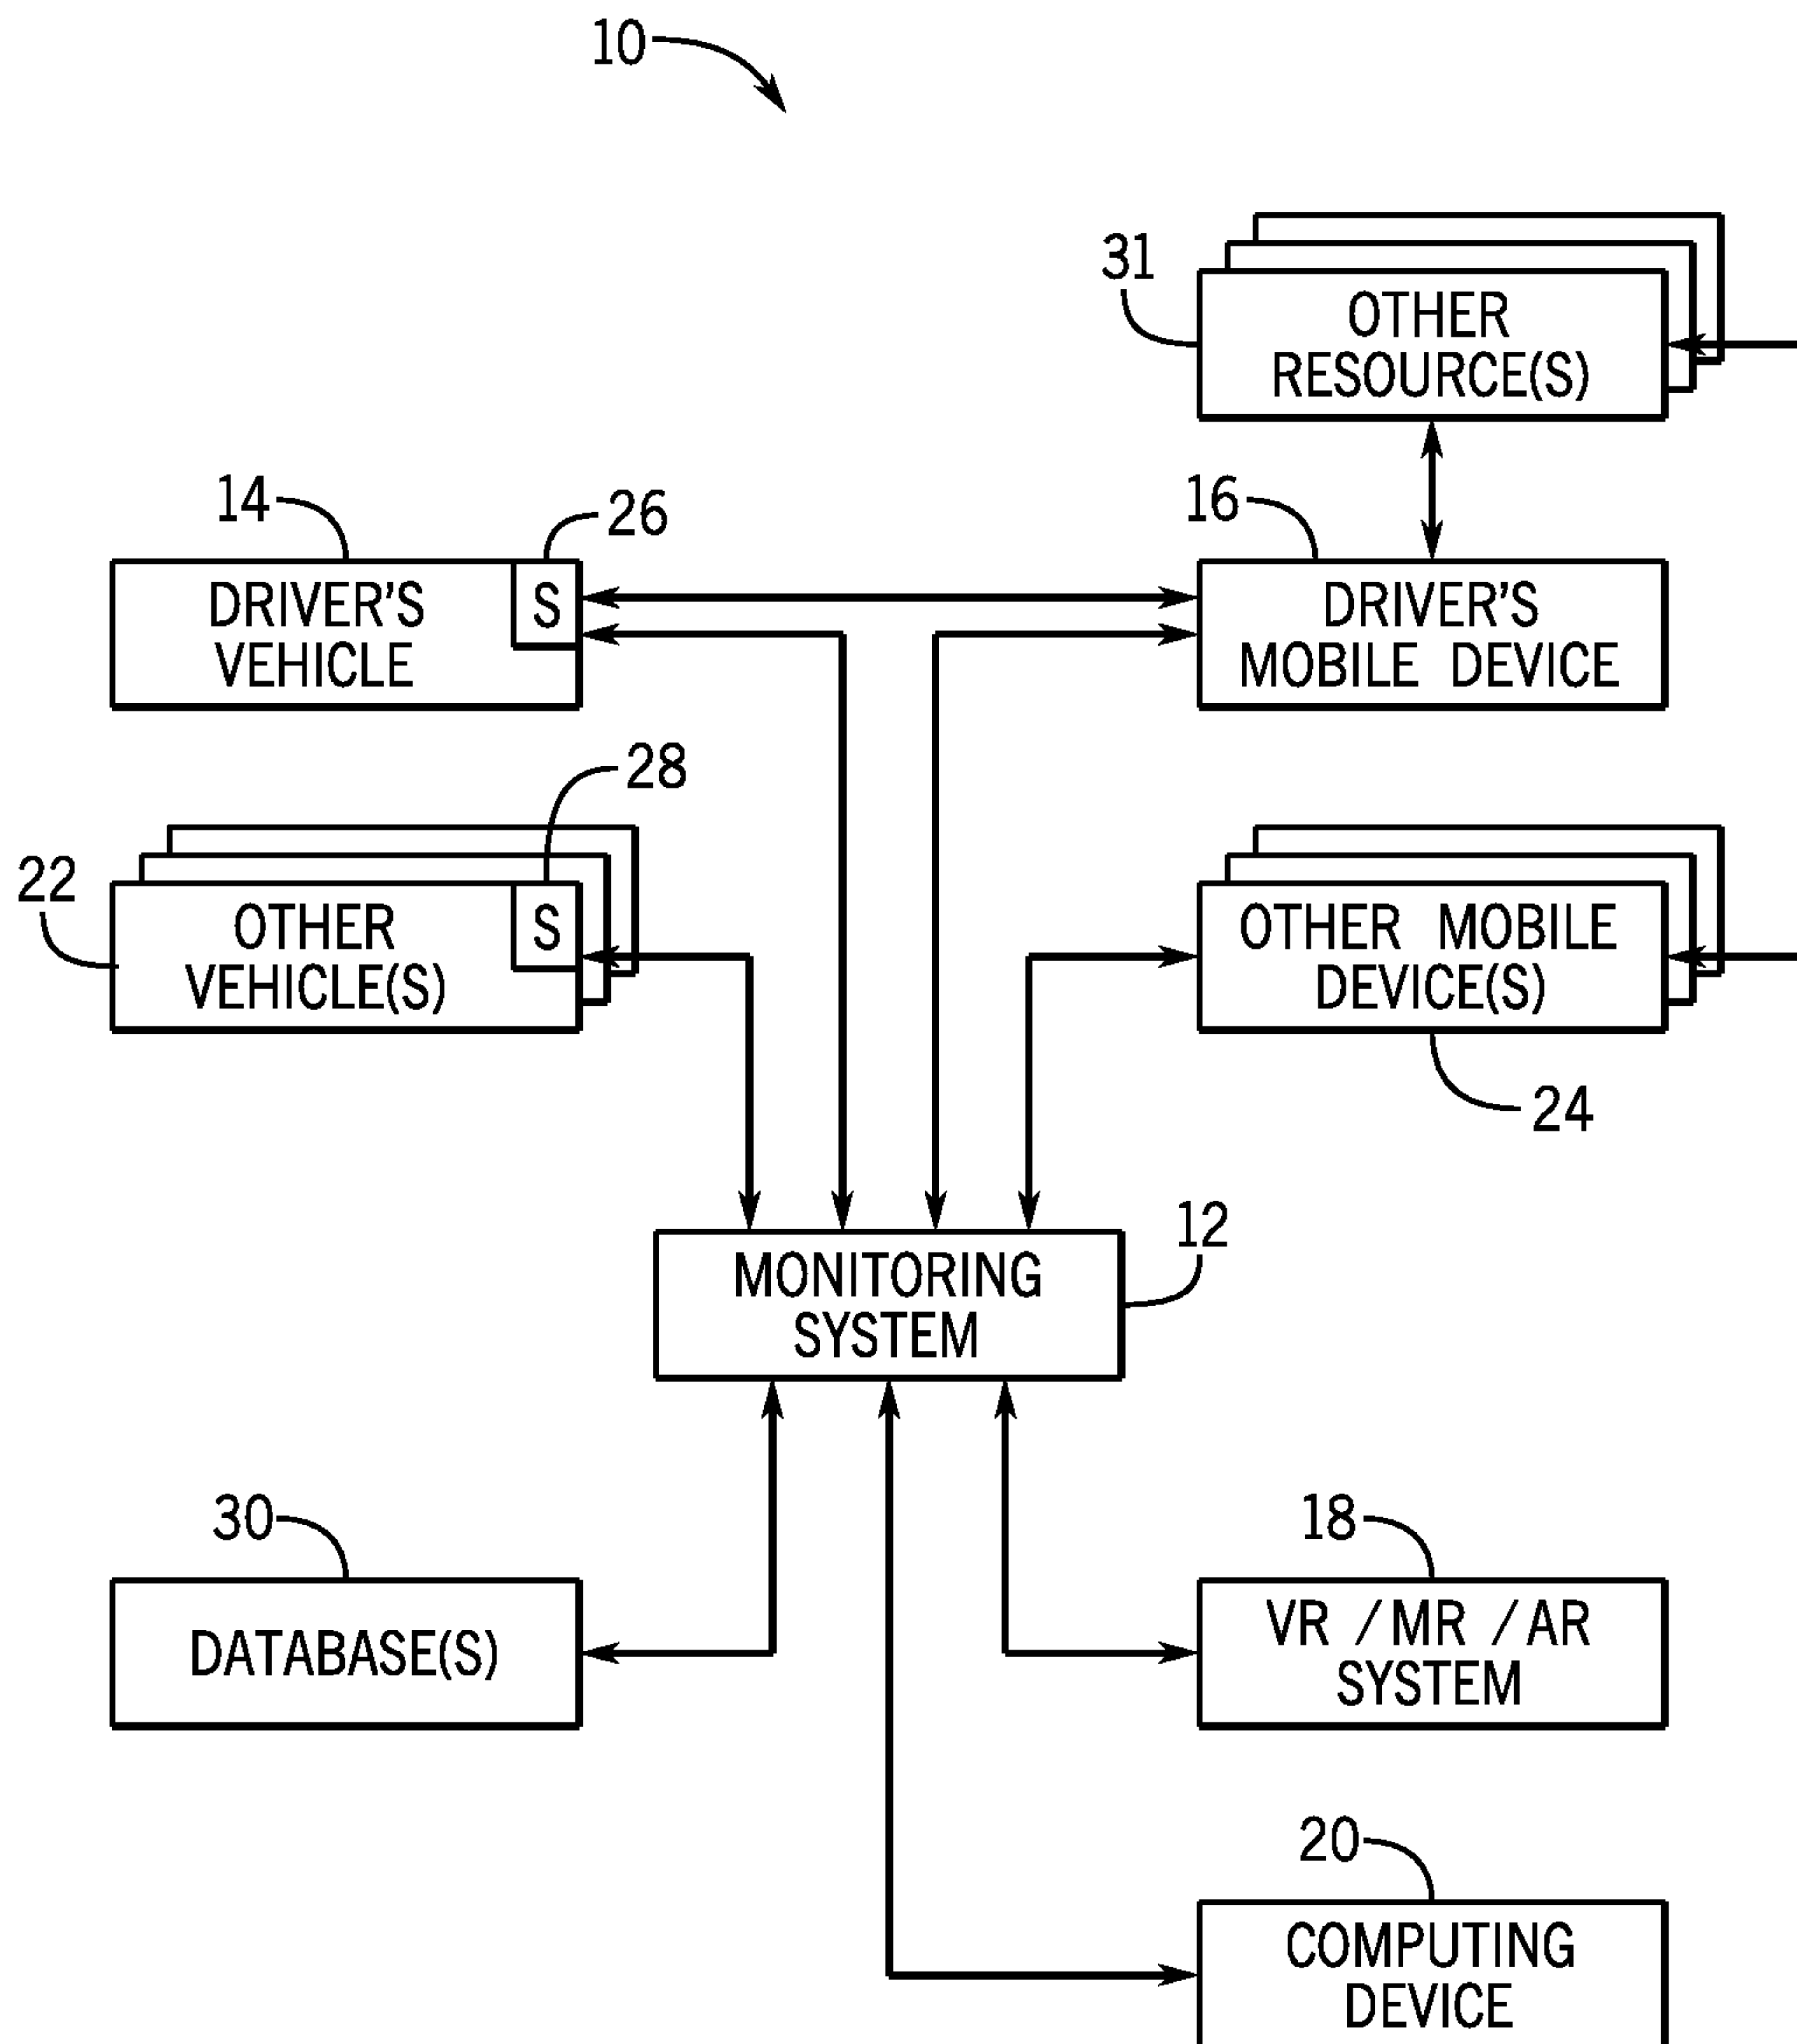 10
31
OTHER
RESOURCE(S)
14
26
16
DRIVER'S
VEHICLE
S
DRIVER'S
MOBILE DEVICE
28
22
OTHER
VEHICLE(S)
S
OTHER MOBILE
DEVICE(S)
24
12
MONITORING
SYSTEM
30
18
DATABASE(S)
VR / MR / AR
SYSTEM
20
COMPUTING
DEVICE